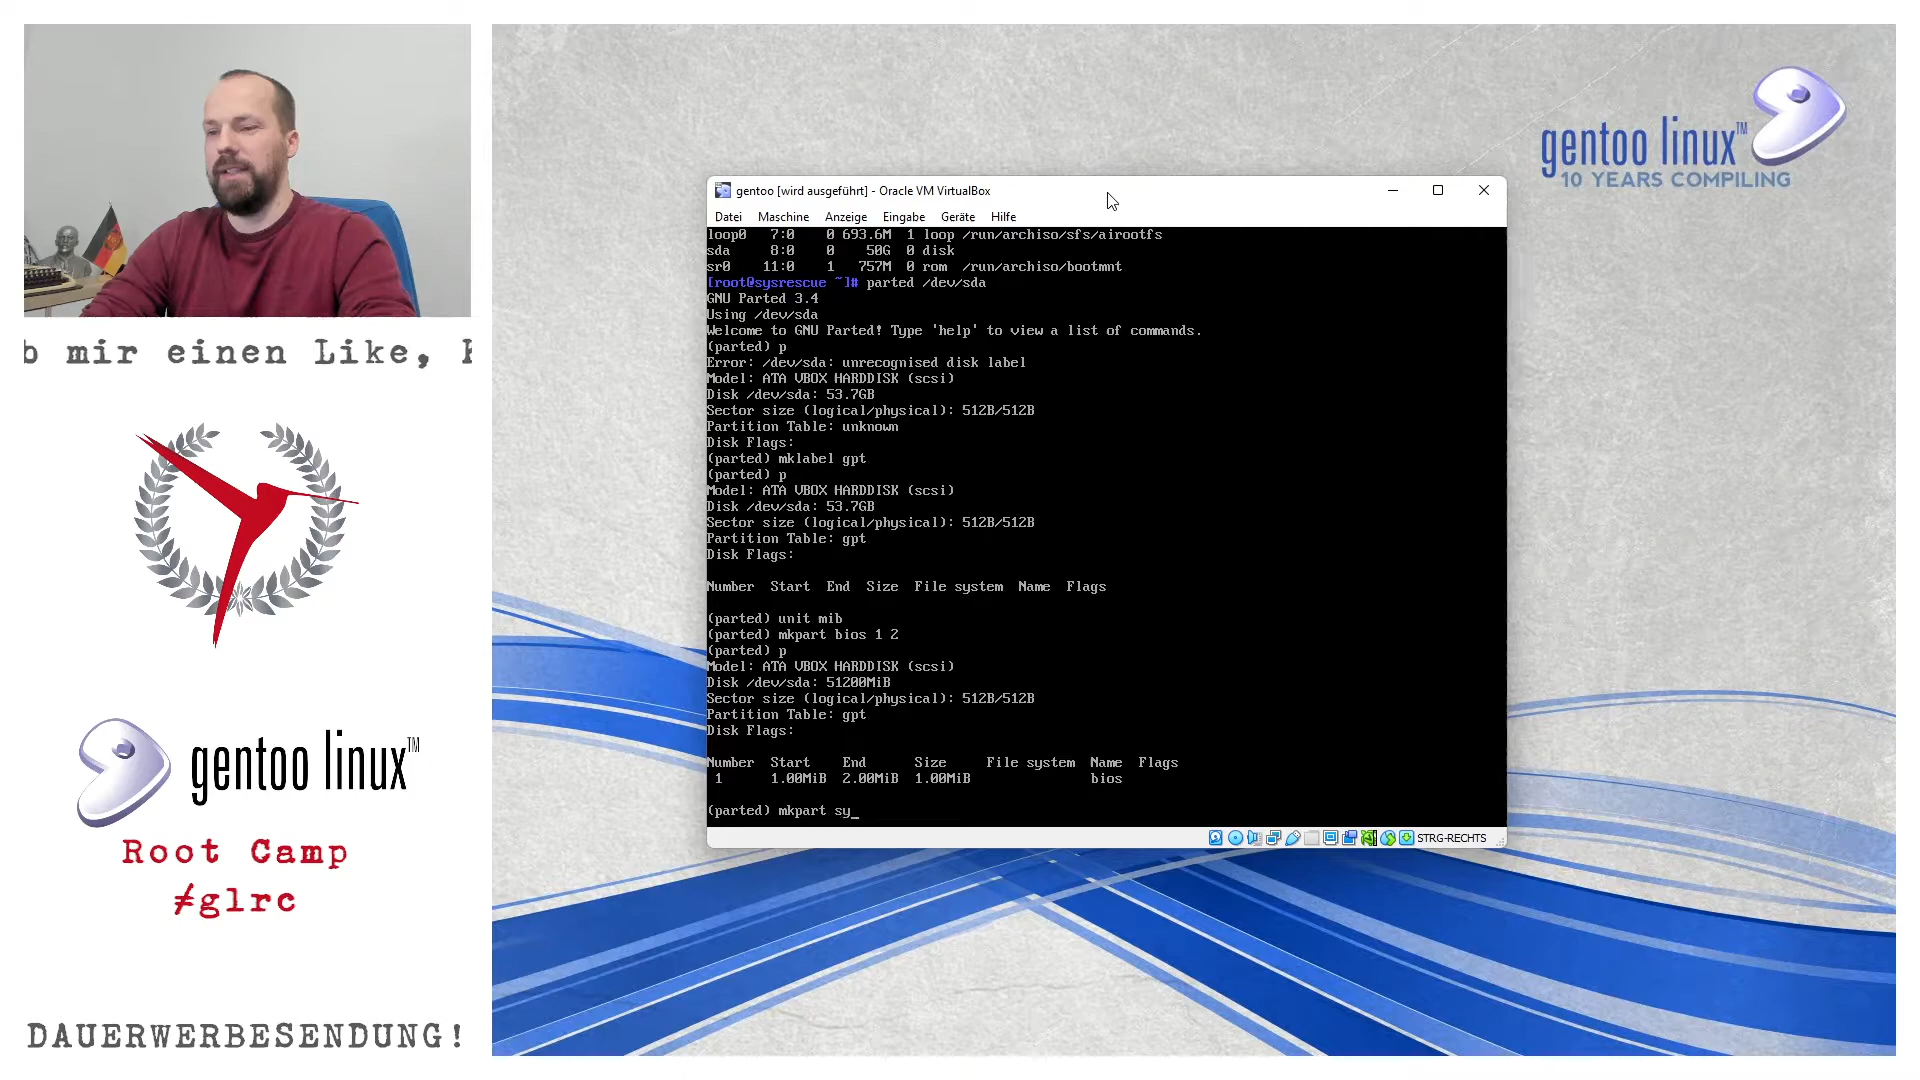 b mir einen Like,
gentoo linux™
Root Camp
#glrc
DAUERWERBESENDUNG!
gentoo linux™
10 YEARS COMPILING
gentoo [wird ausgeführt] - Oracle VM VirtualBox
Datei Maschine Anzeige Eingabe Geräte Hilfe
loop0 7:0 0 693.6M 1 loop /run/archiso/sfs/airootfs
sda 8:0 0 50G 0 disk
sr0 11:0 1 757M 0 rom /run/archiso/bootmnt
[root@sysrescue ~]# parted /dev/sda
GNU Parted 3.4
Using /dev/sda
Welcome to GNU Parted! Type 'help' to view a list of commands.
(parted) p
Error: /dev/sda: unrecognised disk label
Model: ATA VBOX HARDDISK (scsi)
Disk /dev/sda: 53.7GB
Sector size (logical/physical): 512B/512B
Partition Table: unknown
Disk Flags:
(parted) mklabel gpt
(parted) p
Model: ATA VBOX HARDDISK (scsi)
Disk /dev/sda: 53.7GB
Sector size (logical/physical): 512B/512B
Partition Table: gpt
Disk Flags:
Number Start End Size File system Name Flags
(parted) unit mib
(parted) mkpart bios 1 2
(parted) p
Model: ATA VBOX HARDDISK (scsi)
Disk /dev/sda: 51200MiB
Sector size (logical/physical): 512B/512B
Partition Table: gpt
Disk Flags:
Number Start End Size File system Name Flags
1 1.00MiB 2.00MiB 1.00MiB bios
(parted) mkpart sy_
STRG-RECHTS